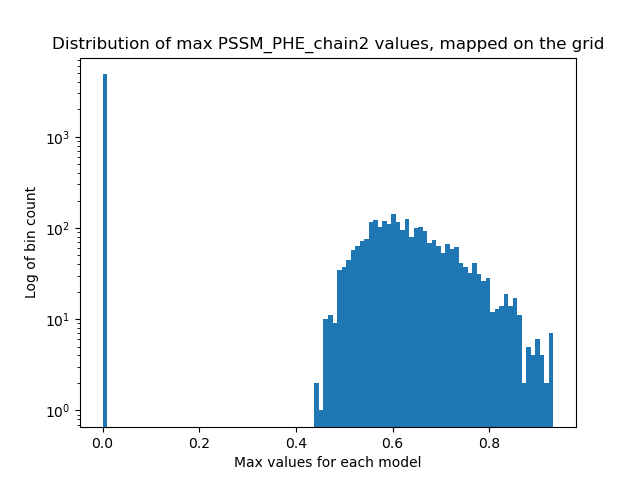 Distribution of max PSSM_PHE_chain2 values, mapped on the grid
Log of bin count
10³
10²
10¹
10⁰
0.0 0.2 0.4 0.6 0.8
Max values for each model